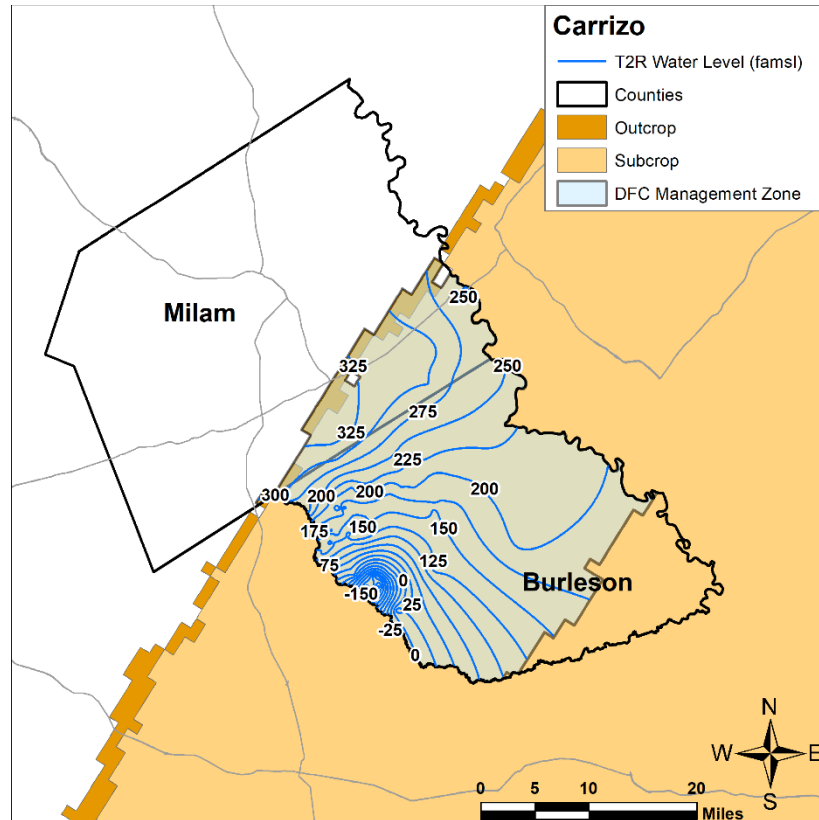 Carrizo
T2R Water Level (famsl)
Counties
Outcrop
Subcrop
DFC Management Zone
Milam
250
325
250
275
325
225
300
200
200
200
175
150
150
125
75
0
-150
25
Burleson
-25
0
N
W
E
S
0
5
10
20
Miles